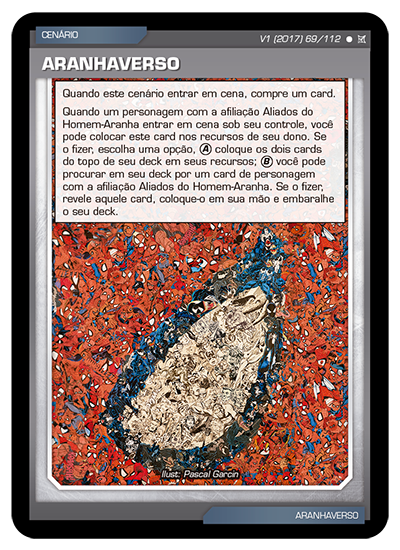 CENÁRIO
V1 (2017) 69/112
ARANHAVERSO
Quando este cenário entrar em cena, compre um card.
Quando um personagem com a afiliação Aliados do
Homem-Aranha entrar em cena sob seu controle, você
pode colocar este card nos recursos de seu dono. Se
o fizer, escolha uma opção, A coloque os dois cards
do topo de seu deck em seus recursos; B você pode
procurar em seu deck por um card de personagem
com a afiliação Aliados do Homem-Aranha. Se o fizer,
revele aquele card, coloque-o em sua mão e embaralhe
o seu deck.
Ilust: Pascal Garcin
ARANHAVERSO